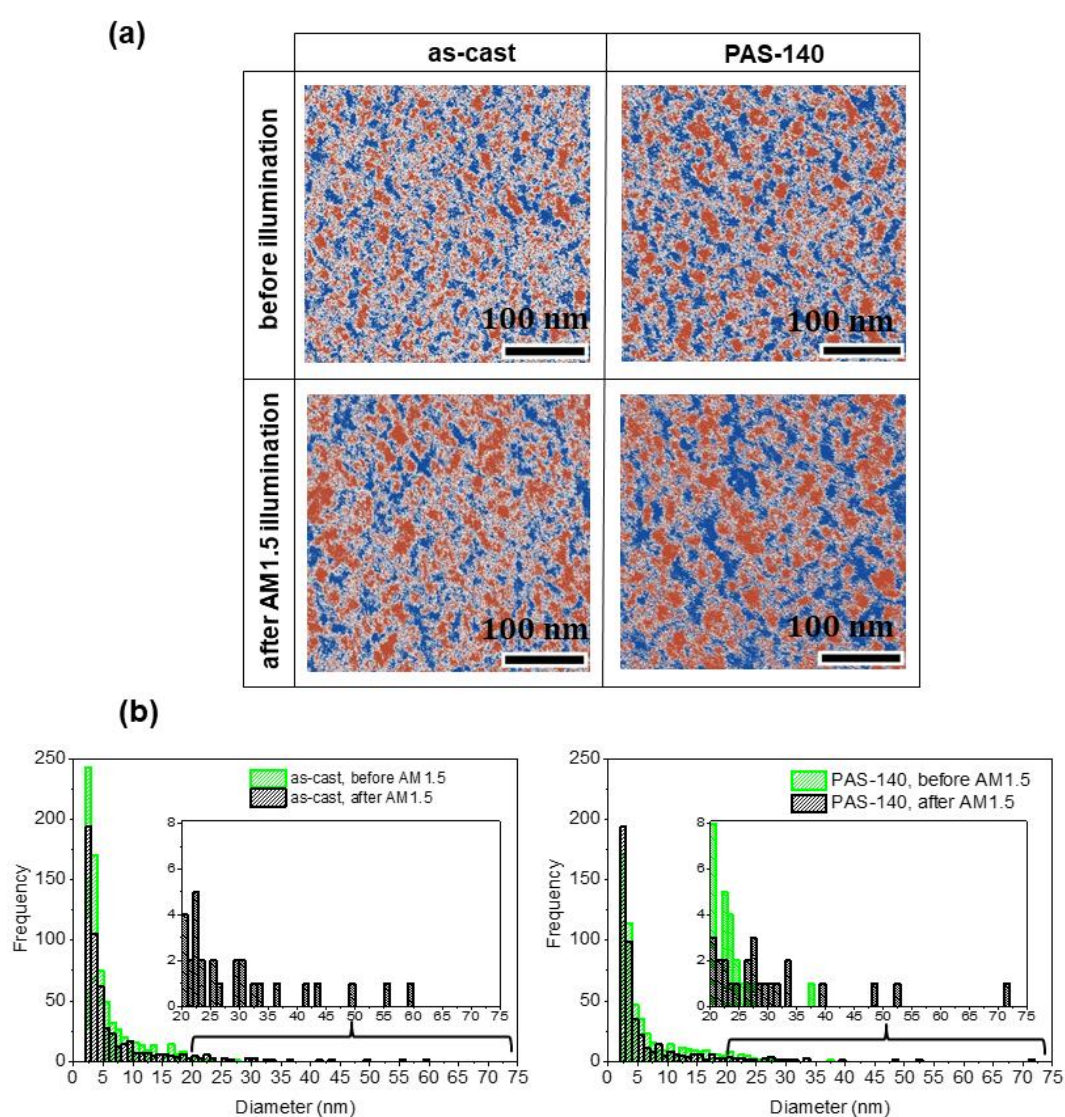 (a)
as-cast
PAS-140
before illumination
100 nm
100 nm
after AM1.5 illumination
100 nm
100 nm
(b)
250
200
150
100
50
0
Frequency
as-cast, before AM1.5
as-cast, after AM1.5
8
6
4
2
0
20 25 30 35 40 45 50 55 60 65 70 75
0 5 10 15 20 25 30 35 40 45 50 55 60 65 70 75
Diameter (nm)
250
200
150
100
50
0
Frequency
PAS-140, before AM1.5
PAS-140, after AM1.5
8
6
4
2
0
20 25 30 35 40 45 50 55 60 65 70 75
0 5 10 15 20 25 30 35 40 45 50 55 60 65 70 75
Diameter (nm)